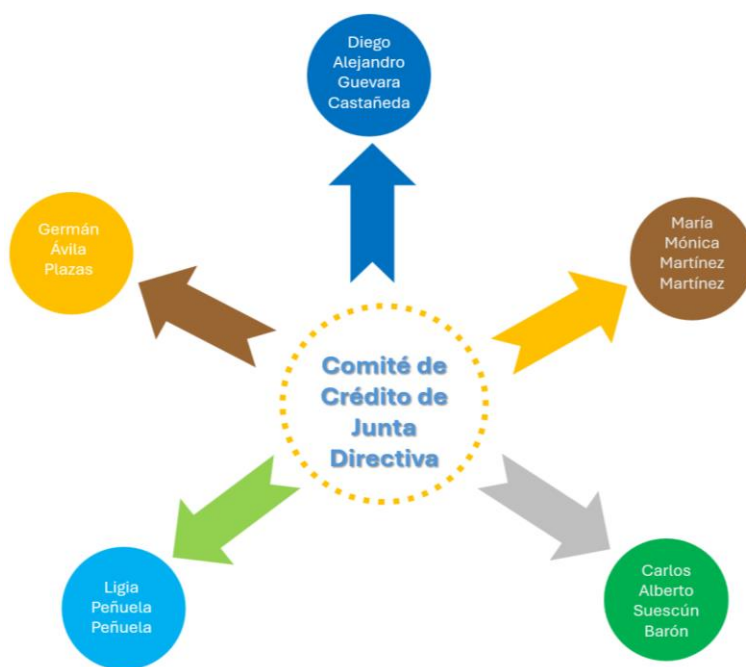 Diego
Alejandro
Guevara
Castañeda
Germán
Ávila
Plazas
María
Mónica
Martínez
Martínez
Comité de
Crédito de
Junta
Directiva
Ligia
Peñuela
Peñuela
Carlos
Alberto
Suescún
Barón